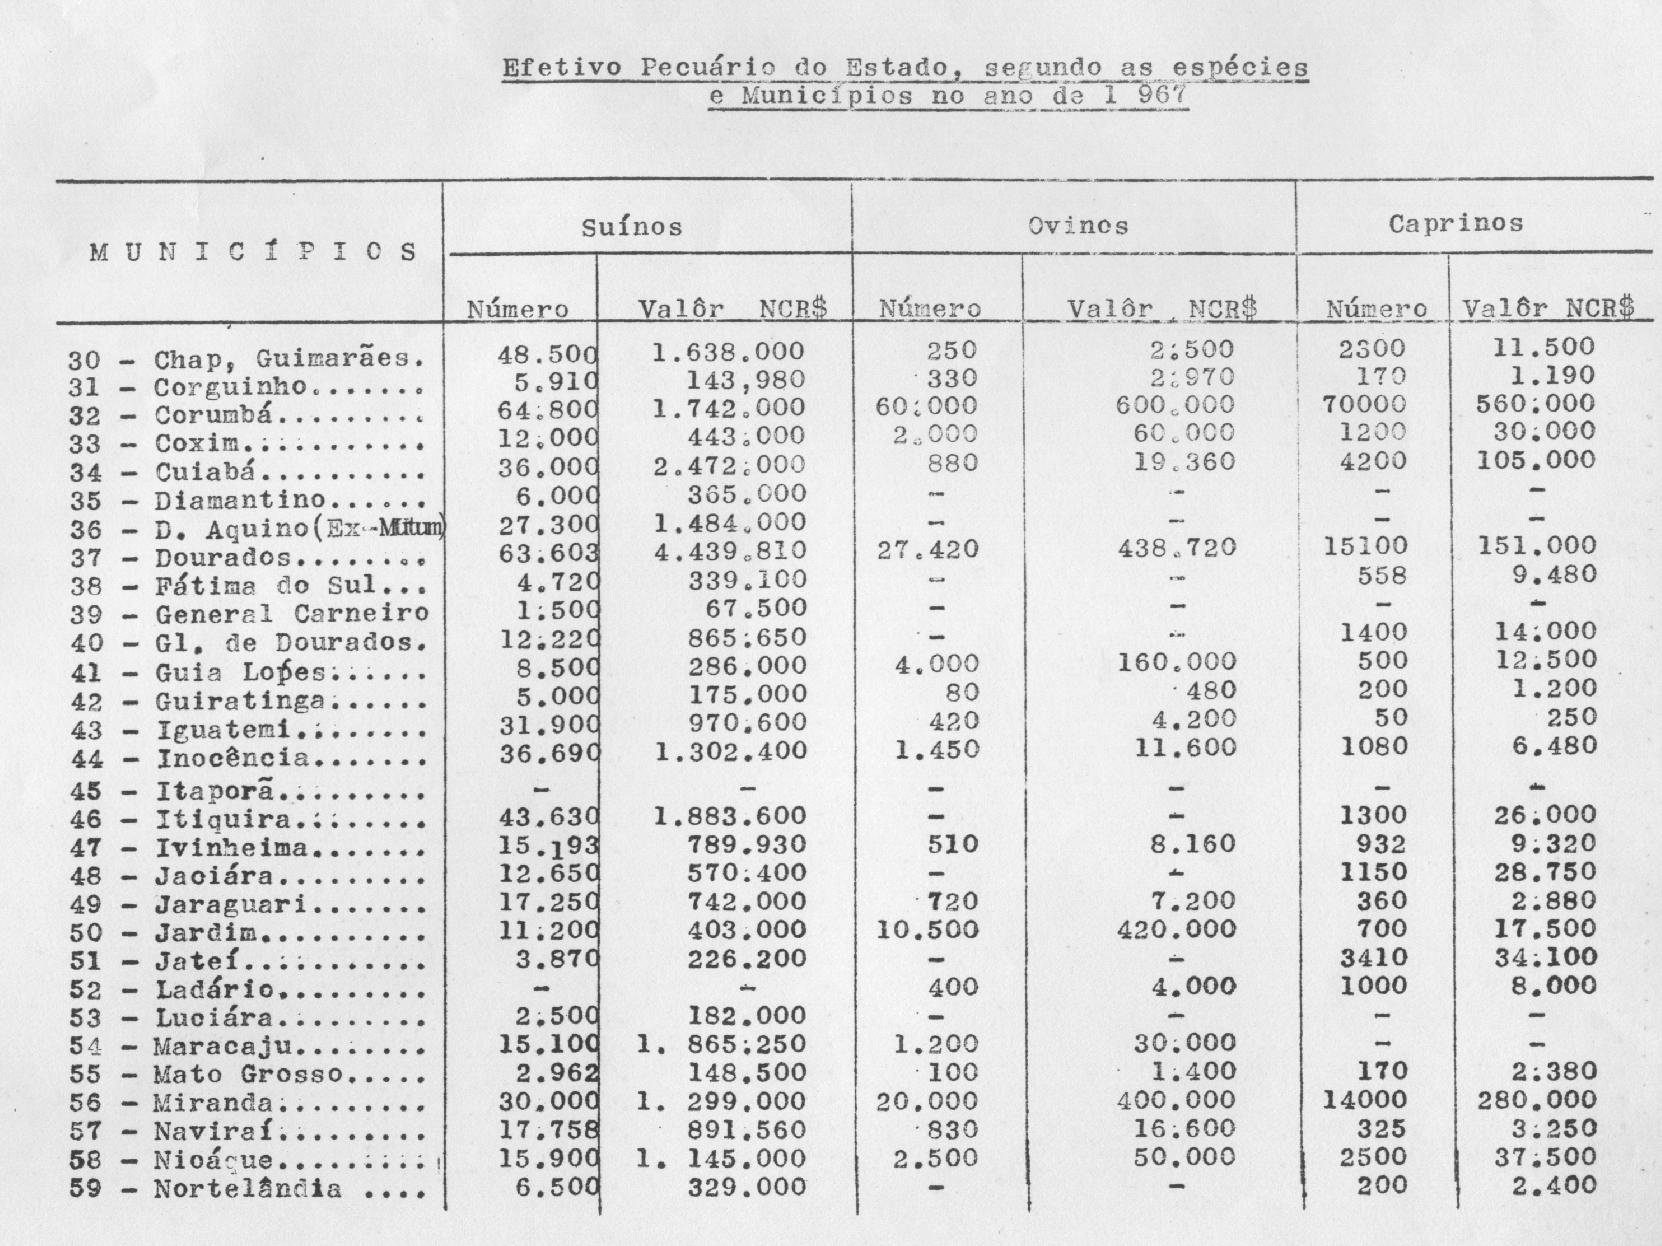 Efetivo Pecuário do Estado, segundo as espécies
e Municípios no ano de 1 967
Suínos Ovinos Caprinos
M U N I C Í P I O S
Número Valôr NCR$ Número Valôr NCR$ Número Valôr NCR$
30 - Chap, Guimarães. 48.500 1.638.000 250 2.500 2300 11.500
31 - Corguinho....... 5.910 143,980 330 2.970 170 1.190
32 - Corumbá......... 64.800 1.742.000 60.000 600.000 70000 560.000
33 - Coxim........... 12.000 443.000 2.000 60.000 1200 30.000
34 - Cuiabá.......... 36.000 2.472.000 880 19.360 4200 105.000
35 - Diamantino...... 6.000 365.000 - - - -
36 - D. Aquino(Ex-Mutum) 27.300 1.484.000 - - - -
37 - Dourados........ 63.603 4.439.810 27.420 438.720 15100 151.000
38 - Fátima do Sul... 4.720 339.100 - - 558 9.480
39 - General Carneiro 1.500 67.500 - - - -
40 - Gl. de Dourados. 12.220 865.650 - - 1400 14.000
41 - Guia Lopes...... 8.500 286.000 4.000 160.000 500 12.500
42 - Guiratinga...... 5.000 175.000 80 480 200 1.200
43 - Iguatemi........ 31.900 970.600 420 4.200 50 250
44 - Inocência....... 36.690 1.302.400 1.450 11.600 1080 6.480
45 - Itaporã......... - - - - - -
46 - Itiquira........ 43.630 1.883.600 - - 1300 26.000
47 - Ivinheima....... 15.193 789.930 510 8.160 932 9.320
48 - Jaciára......... 12.650 570.400 - - 1150 28.750
49 - Jaraguari....... 17.250 742.000 720 7.200 360 2.880
50 - Jardim.......... 11.200 403.000 10.500 420.000 700 17.500
51 - Jateí........... 3.870 226.200 - - 3410 34.100
52 - Ladário......... - - 400 4.000 1000 8.000
53 - Luciára......... 2.500 182.000 - - - -
54 - Maracaju........ 15.100 1. 865.250 1.200 30.000 - -
55 - Mato Grosso..... 2.962 148.500 100 1.400 170 2.380
56 - Miranda......... 30.000 1. 299.000 20.000 400.000 14000 280.000
57 - Naviraí......... 17.758 891.560 830 16.600 325 3.250
58 - Nioáque......... 15.900 1. 145.000 2.500 50.000 2500 37.500
59 - Nortelândia .... 6.500 329.000 - - 200 2.400